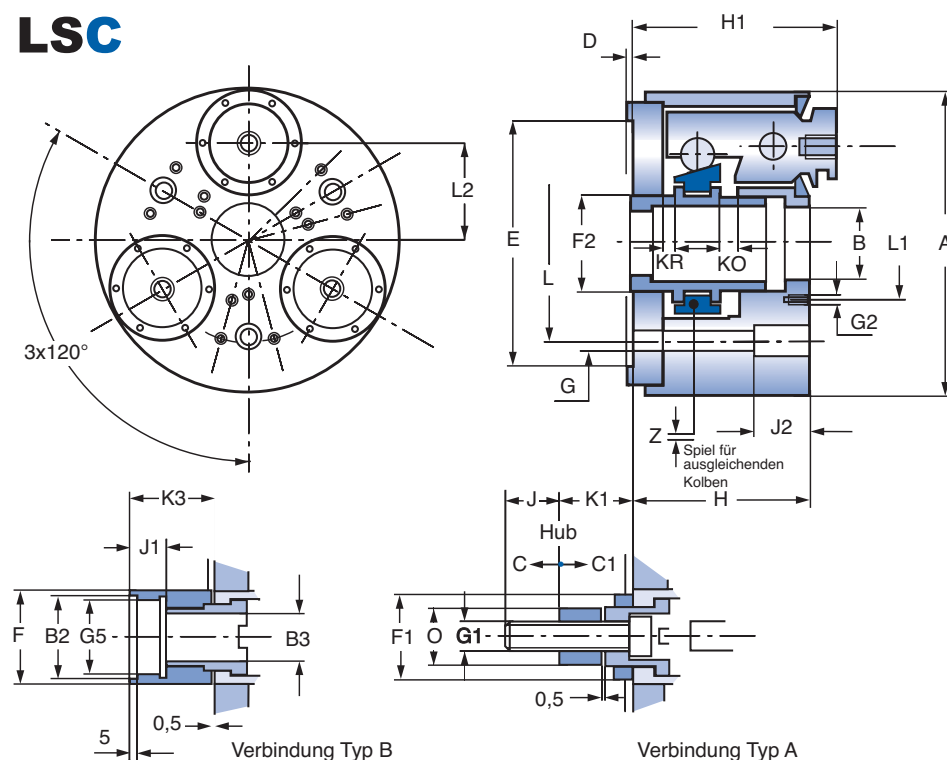 LSC
H1
D
L2
A
E
F2
B
L1
L
KR
KO
G2
3x120°
G
J2
Z
Spiel für
ausgleichenden
Kolben
K3
J
K1
H
J1
Hub
C
C1
F
B2
G5
B3
F1
O
G1
0,5
0,5
5
Verbindung Typ B
Verbindung Typ A